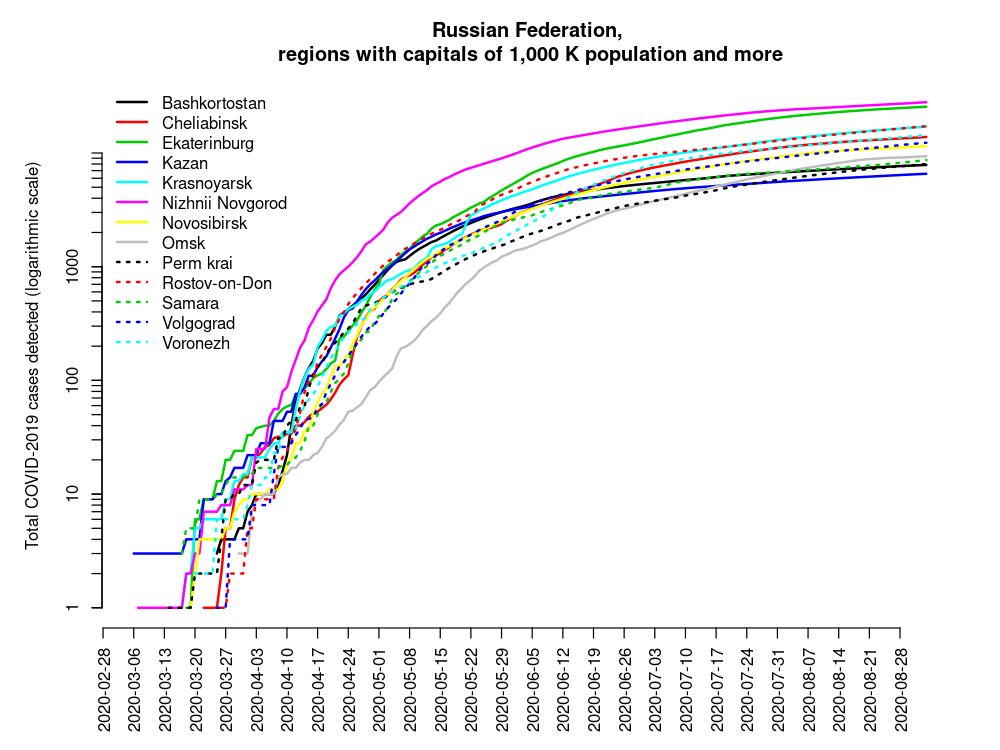 Russian Federation,
regions with capitals of 1,000 K population and more
Total COVID-2019 cases detected (logarithmic scale)
1000
100
10
1
Bashkortostan
Cheliabinsk
Ekaterinburg
Kazan
Krasnoyarsk
Nizhnii Novgorod
Novosibirsk
Omsk
Perm krai
Rostov-on-Don
Samara
Volgograd
Voronezh
2020-02-28
2020-03-06
2020-03-13
2020-03-20
2020-03-27
2020-04-03
2020-04-10
2020-04-17
2020-04-24
2020-05-01
2020-05-08
2020-05-15
2020-05-22
2020-05-29
2020-06-05
2020-06-12
2020-06-19
2020-06-26
2020-07-03
2020-07-10
2020-07-17
2020-07-24
2020-07-31
2020-08-07
2020-08-14
2020-08-21
2020-08-28